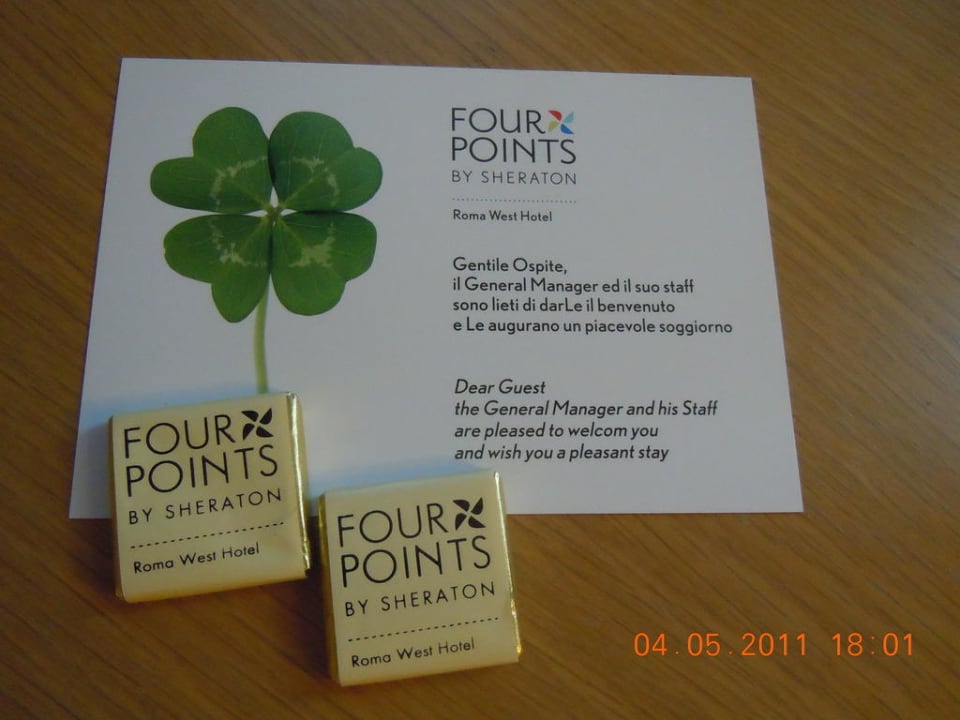 FOUR
POINTS
BY SHERATON
Roma West Hotel
Gentile Ospite,
il General Manager ed il suo staff
sono lieti di darLe il benvenuto
e Le augurano un piacevole soggiorno
Dear Guest
the General Manager and his Staff
are pleased to welcom you
and wish you a pleasant stay
FOUR
POINTS
BY SHERATON
Roma West Hotel
FOUR
POINTS
BY SHERATON
Roma West Hotel
04.05.2011 18:01